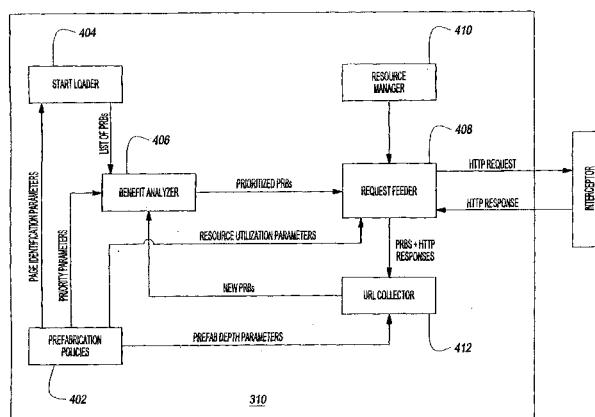 404
410
START LOADER
RESOURCE
MANAGER
LIST OF PRBs
406
408
BENEFIT ANALYZER
PRIORITIZED PRBs
REQUEST FEEDER
HTTP REQUEST
HTTP RESPONSE
INTERCEPTOR
PAGE IDENTIFICATION PARAMETERS
PRIORITY PARAMETERS
RESOURCE UTILIZATION PARAMETERS
PRBS + HTTP
RESPONSES
NEW PRBs
URL COLLECTOR
412
PREFABRICATION
POLICIES
PREFAB DEPTH PARAMETERS
402
310